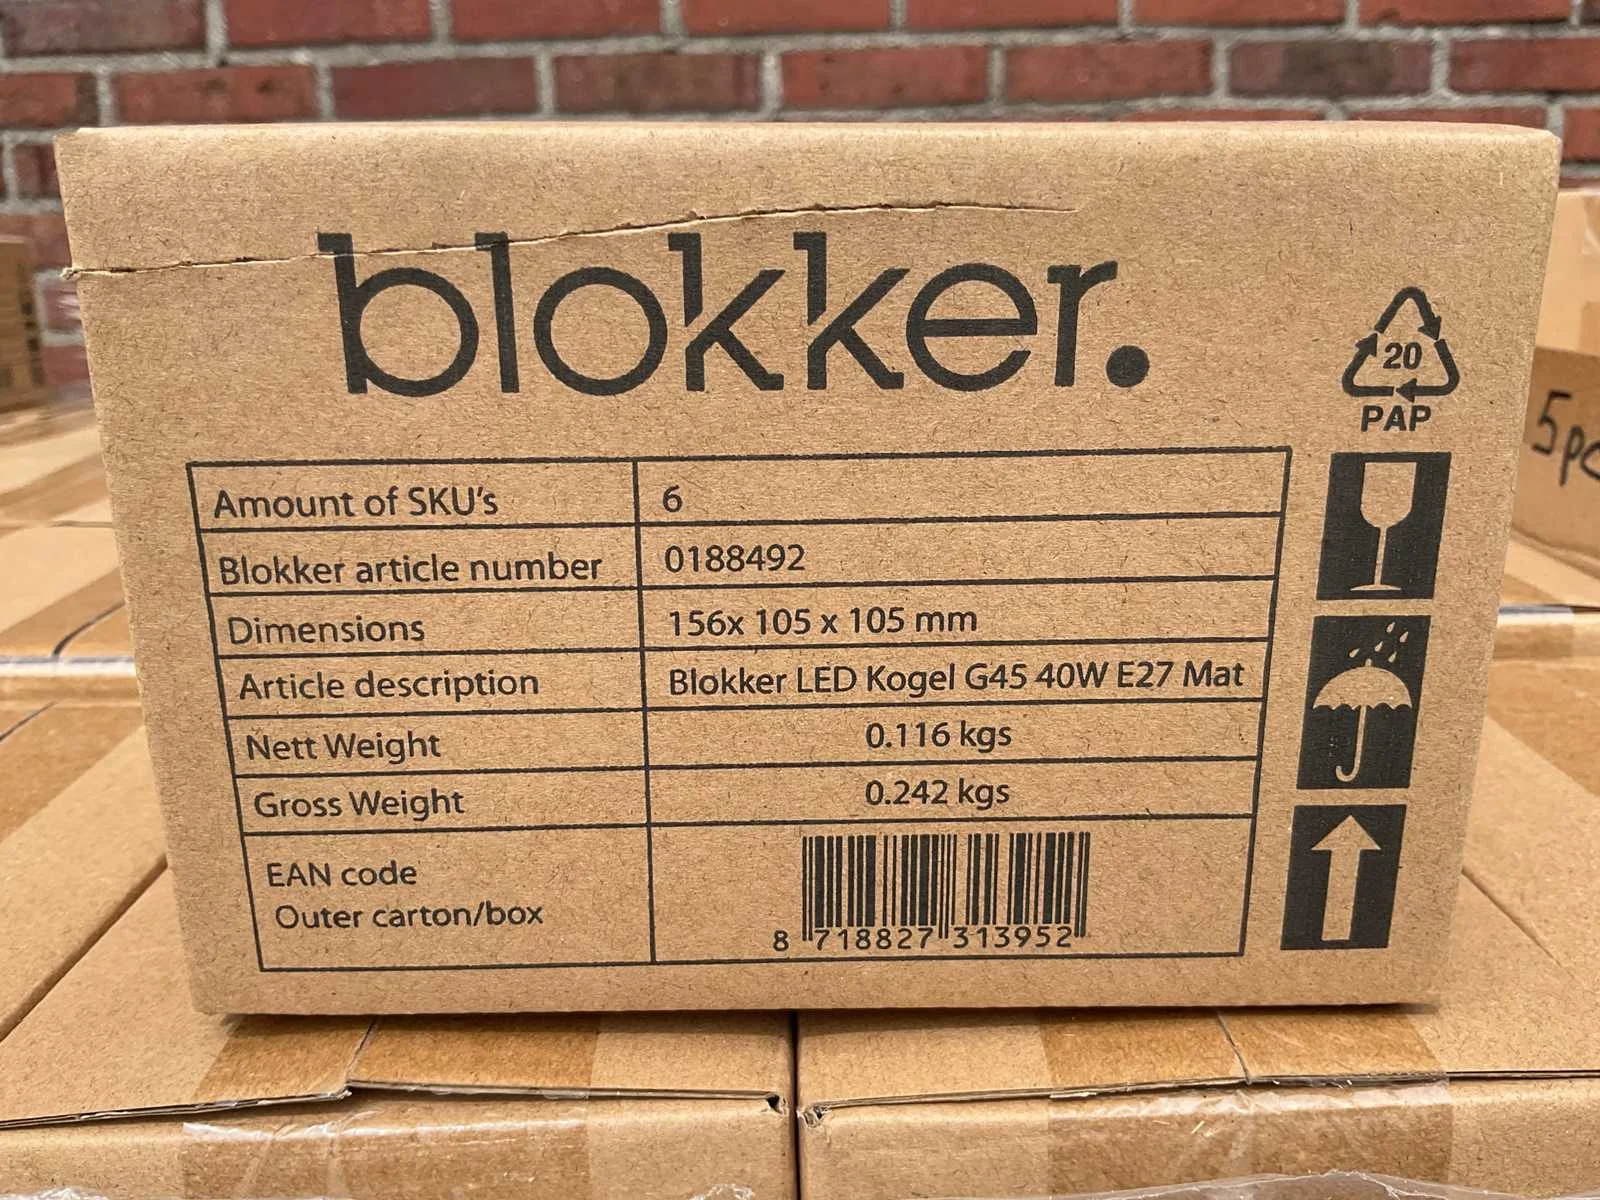 blokker.
20
PAP
Amount of SKU's 6
Blokker article number 0188492
Dimensions 156x 105 x 105 mm
Article description Blokker LED Kogel G45 40W E27 Mat
Nett Weight 0.116 kgs
Gross Weight 0.242 kgs
EAN code
Outer carton/box
8 718827 313952